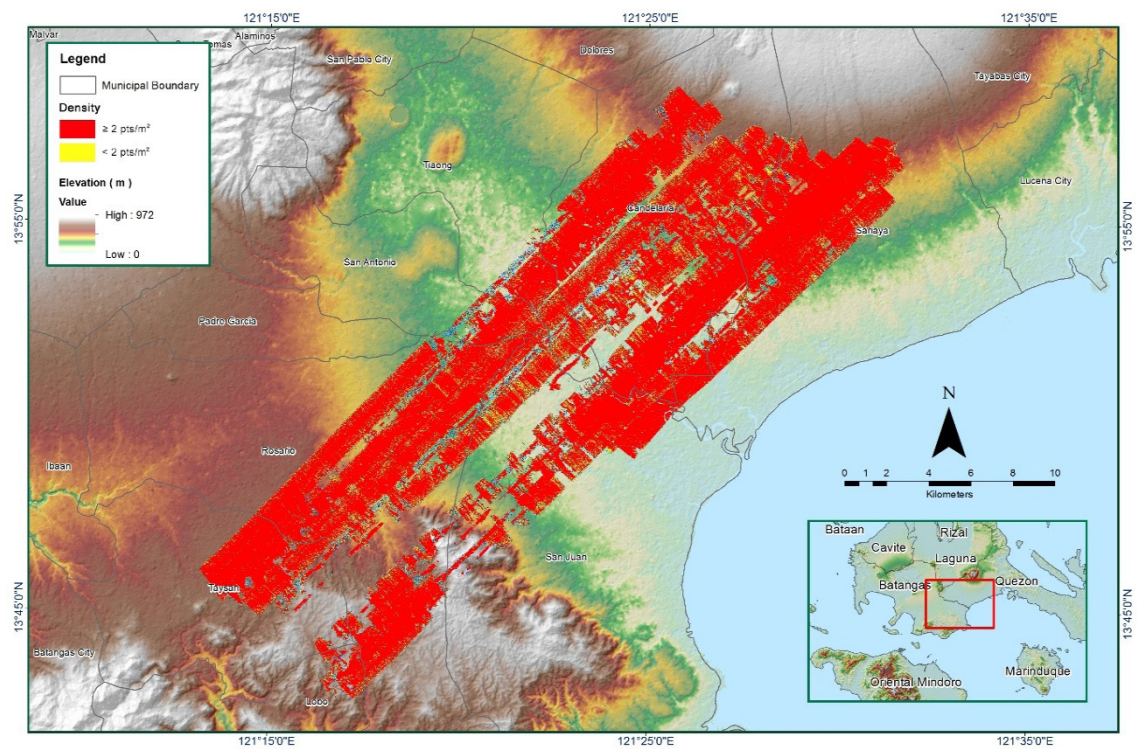 121°15'0"E
121°25'0"E
121°35'0"E
Malvar
Alaminos
Tomas
San Pablo City
Dolores
Tayabas City
Legend
Municipal Boundary
Density
≥ 2 pts/m²
< 2 pts/m²
Elevation ( m )
Value
High : 972
Low : 0
Tiaong
Lucena City
Candelaria
13°55'0"N
13°55'0"N
Sariaya
San Antonio
Padre Garcia
N
Rosario
Ibaan
0 1 2 4 6 8 10
Kilometers
San Juan
Bataan
Rizal
Cavite
Laguna
Batangas
Quezon
Taysan
13°45'0"N
13°45'0"N
Batangas City
Marinduque
Oriental Mindoro
Lobo
121°15'0"E
121°25'0"E
121°35'0"E